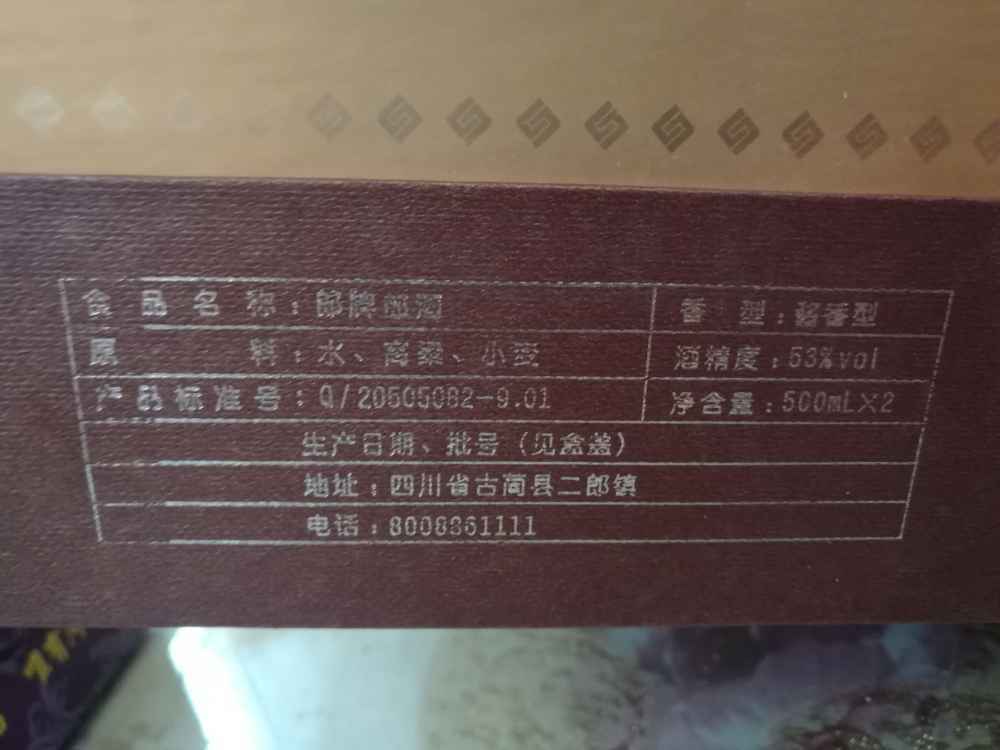 食品名称：郎牌郎酒
香型：酱香型
原料：水、高粱、小麦
酒精度：53%vol
产品标准号：Q/20505082-9.01
净含量：500mLX2
生产日期、批号（见盒盖）
地址：四川省古蔺县二郎镇
电话：8008861111